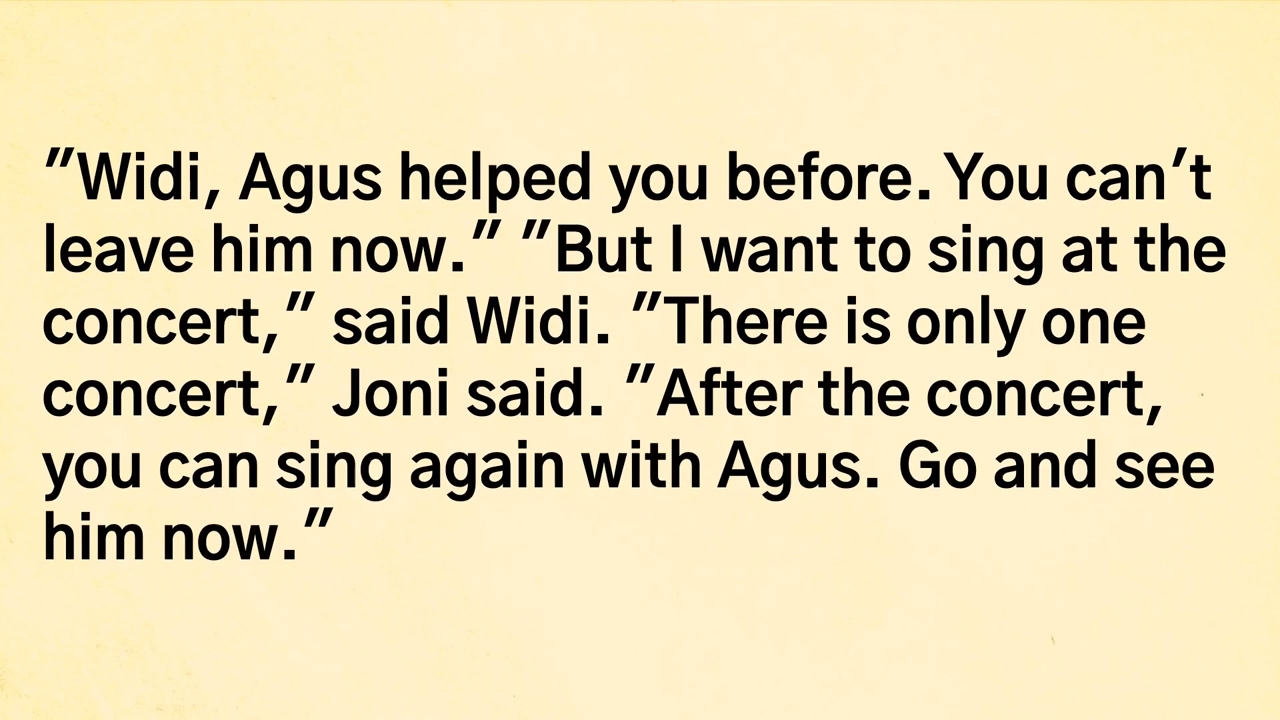 "Widi, Agus helped you before. You can't
leave him now." "But I want to sing at the
concert," said Widi. "There is only one
concert," Joni said. "After the concert,
you can sing again with Agus. Go and see
him now."